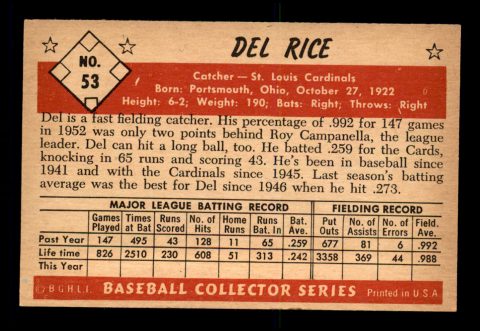 DEL RICE
NO. 53
Catcher — St. Louis Cardinals
Born: Portsmouth, Ohio, October 27, 1922
Height: 6-2; Weight: 190; Bats: Right; Throws: Right
Del is a fast fielding catcher. His percentage of .992 for 147 games
in 1952 was only two points behind Roy Campanella, the league
leader. Del can hit a long ball, too. He batted .259 for the Cards,
knocking in 65 runs and scoring 43. He's been in baseball since
1941 and with the Cardinals since 1945. Last season's batting
average was the best for Del since 1946 when he hit .273.
MAJOR LEAGUE BATTING RECORD FIELDING RECORD
Games Played Times at Bat Runs Scored No. of Hits Home Runs Runs Bat. In Bat. Ave. Put Outs No. of Assists No. of Errors Field. Ave.
Past Year 147 495 43 128 11 65 .259 677 81 6 .992
Life time 826 2510 230 608 51 313 .242 3358 369 44 .988
This Year
B.G.H.L.I. BASEBALL COLLECTOR SERIES Printed in U.S.A